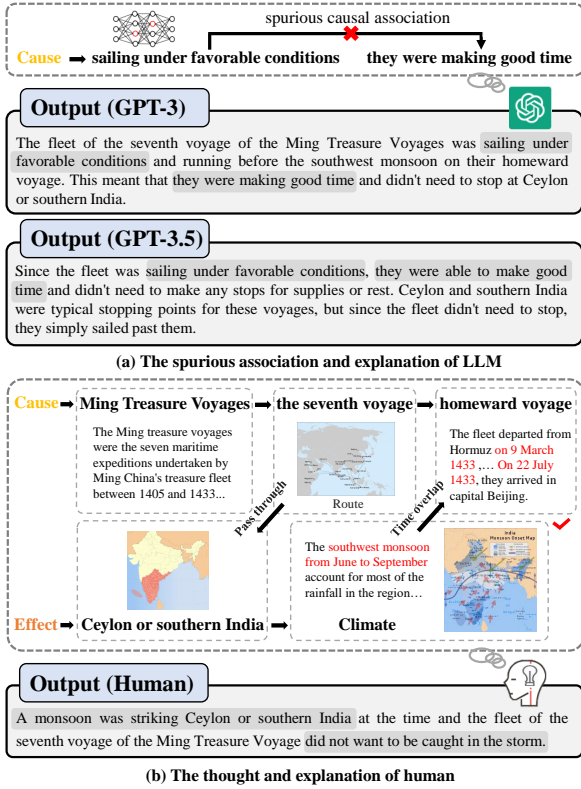 spurious causal association
Cause sailing under favorable conditions they were making good time
Output (GPT-3)
The fleet of the seventh voyage of the Ming Treasure Voyages was sailing under
favorable conditions and running before the southwest monsoon on their homeward
voyage. This meant that they were making good time and didn't need to stop at Ceylon
or southern India.
Output (GPT-3.5)
Since the fleet was sailing under favorable conditions, they were able to make good
time and didn't need to make any stops for supplies or rest. Ceylon and southern India
were typical stopping points for these voyages, but since the fleet didn't need to stop,
they simply sailed past them.
(a) The spurious association and explanation of LLM
Cause Ming Treasure Voyages the seventh voyage homeward voyage
The Ming treasure voyages
were the seven maritime
expeditions undertaken by
Ming China's treasure fleet
between 1405 and 1433...
Route
The fleet departed from
Hormuz on 9 March
1433 ,… On 22 July
1433, they arrived in
capital Beijing.
Pass through
Time overlap
The southwest monsoon
from June to September
account for most of the
rainfall in the region…
India
Monsoon Onset Map
Effect Ceylon or southern India Climate
Output (Human)
A monsoon was striking Ceylon or southern India at the time and the fleet of the
seventh voyage of the Ming Treasure Voyage did not want to be caught in the storm.
(b) The thought and explanation of human